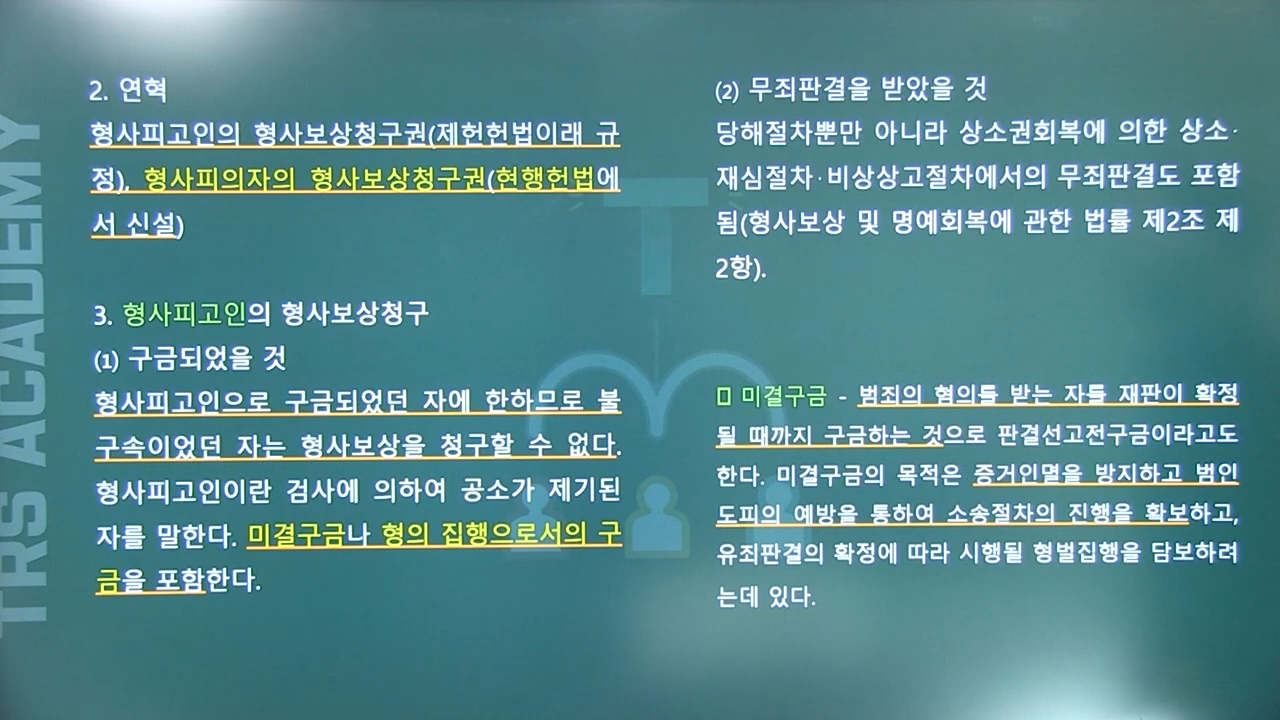 2. 연혁
형사피고인의 형사보상청구권(제헌헌법이래 규
정), 형사피의자의 형사보상청구권(현행헌법에
서 신설)
3. 형사피고인의 형사보상청구
⑴ 구금되었을 것
형사피고인으로 구금되었던 자에 한하므로 불
구속이었던 자는 형사보상을 청구할 수 없다.
형사피고인이란 검사에 의하여 공소가 제기된
자를 말한다. 미결구금나 형의 집행으로서의 구
금을 포함한다.
⑵ 무죄판결을 받았을 것
당해절차뿐만 아니라 상소권회복에 의한 상소·
재심절차·비상상고절차에서의 무죄판결도 포함
됨(형사보상 및 명예회복에 관한 법률 제2조 제
2항).
미결구금 - 범죄의 혐의를 받는 자를 재판이 확정
될 때까지 구금하는 것으로 판결선고전구금이라고도
한다. 미결구금의 목적은 증거인멸을 방지하고 범인
도피의 예방을 통하여 소송절차의 진행을 확보하고,
유죄판결의 확정에 따라 시행될 형벌집행을 담보하려
는데 있다.
TRS ACADEMY